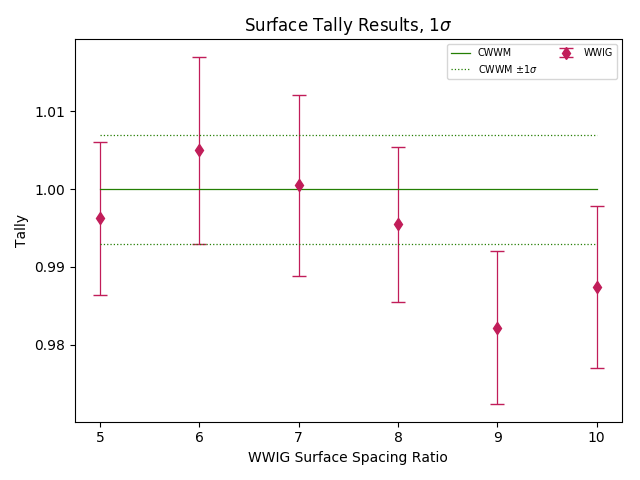 Surface Tally Results, 1σ
CWWM
CWWM ±1σ
WWIG
1.01
1.00
0.99
0.98
Tally
5 6 7 8 9 10
WWIG Surface Spacing Ratio